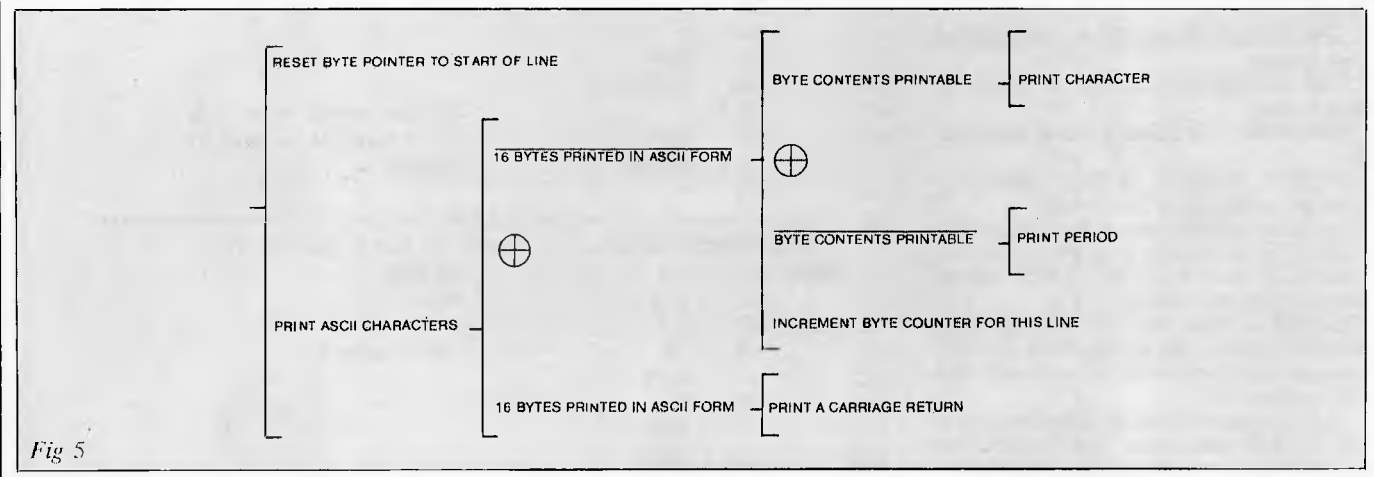 RESET BYTE POINTER TO START OF LINE
BYTE CONTENTS PRINTABLE
PRINT CHARACTER
16 BYTES PRINTED IN ASCII FORM
BYTE CONTENTS PRINTABLE
PRINT PERIOD
PRINT ASCII CHARACTERS
INCREMENT BYTE COUNTER FOR THIS LINE
16 BYTES PRINTED IN ASCII FORM
PRINT A CARRIAGE RETURN
Fig 5